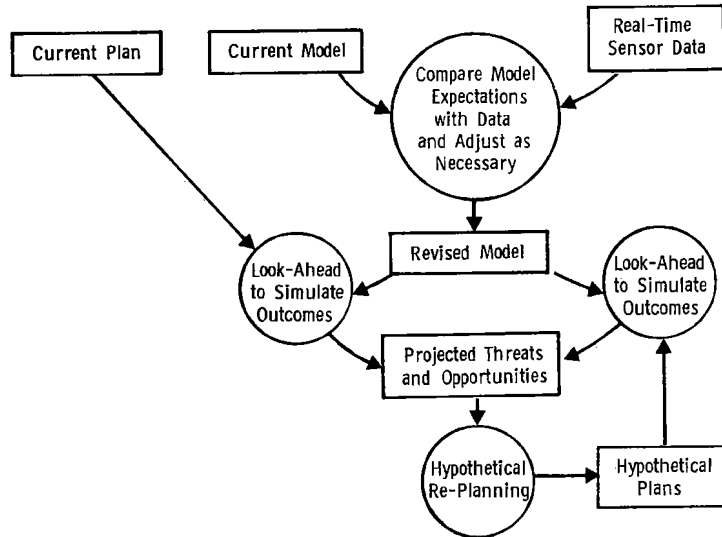 Current Plan
Current Model
Real-Time
Sensor Data
Compare Model
Expectations
with Data
and Adjust as
Necessary
Revised Model
Look-Ahead
to Simulate
Outcomes
Look-Ahead
to Simulate
Outcomes
Projected Threats
and Opportunities
Hypothetical
Re-Planning
Hypothetical
Plans